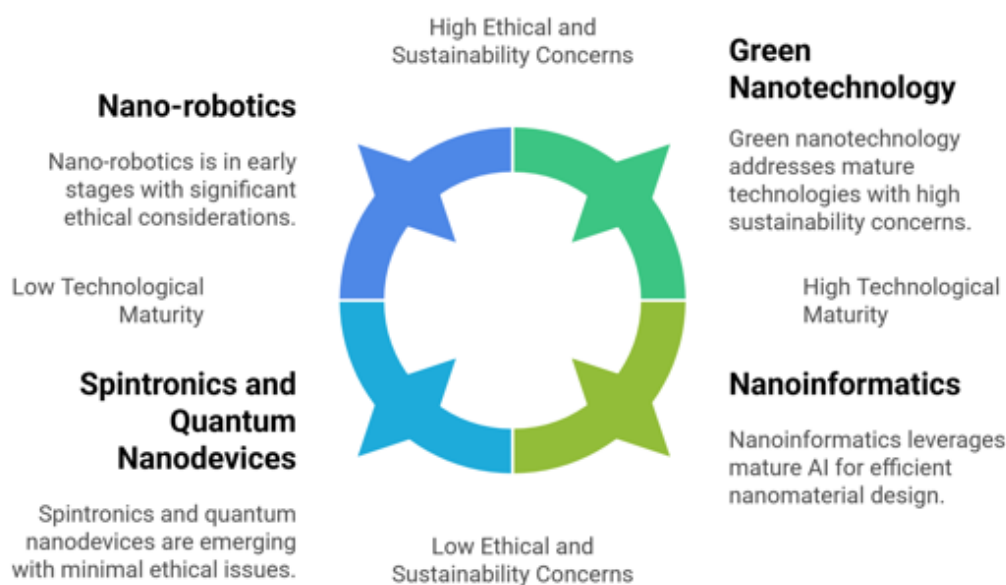 High Ethical and
Sustainability Concerns
Nano-robotics
Nano-robotics is in early
stages with significant
ethical considerations.
Green
Nanotechnology
Green nanotechnology
addresses mature
technologies with high
sustainability concerns.
Low Technological
Maturity
High Technological
Maturity
Spintronics and
Quantum
Nanodevices
Spintronics and quantum
nanodevices are emerging
with minimal ethical issues.
Nanoinformatics
Nanoinformatics leverages
mature AI for efficient
nanomaterial design.
Low Ethical and
Sustainability Concerns